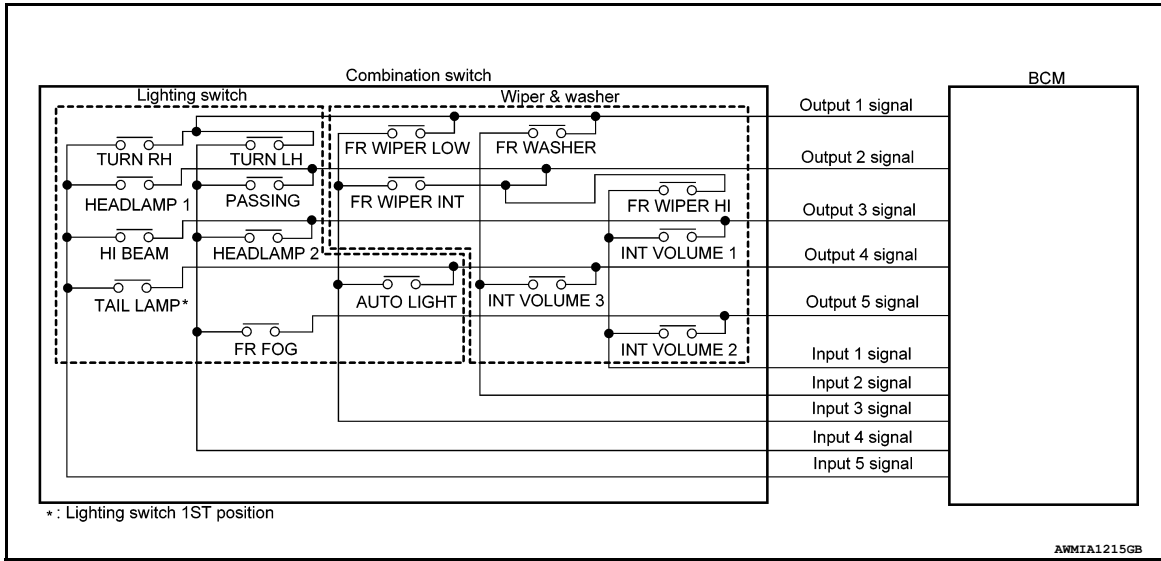 Combination switch
BCM
Lighting switch
Wiper & washer
Output 1 signal
TURN RH
TURN LH
FR WIPER LOW
FR WASHER
Output 2 signal
HEADLAMP 1
PASSING
FR WIPER INT
FR WIPER HI
Output 3 signal
HI BEAM
HEADLAMP 2
INT VOLUME 1
Output 4 signal
TAIL LAMP*
AUTO LIGHT
INT VOLUME 3
Output 5 signal
FR FOG
INT VOLUME 2
Input 1 signal
Input 2 signal
Input 3 signal
Input 4 signal
Input 5 signal
* : Lighting switch 1ST position
AWMIA1215GB